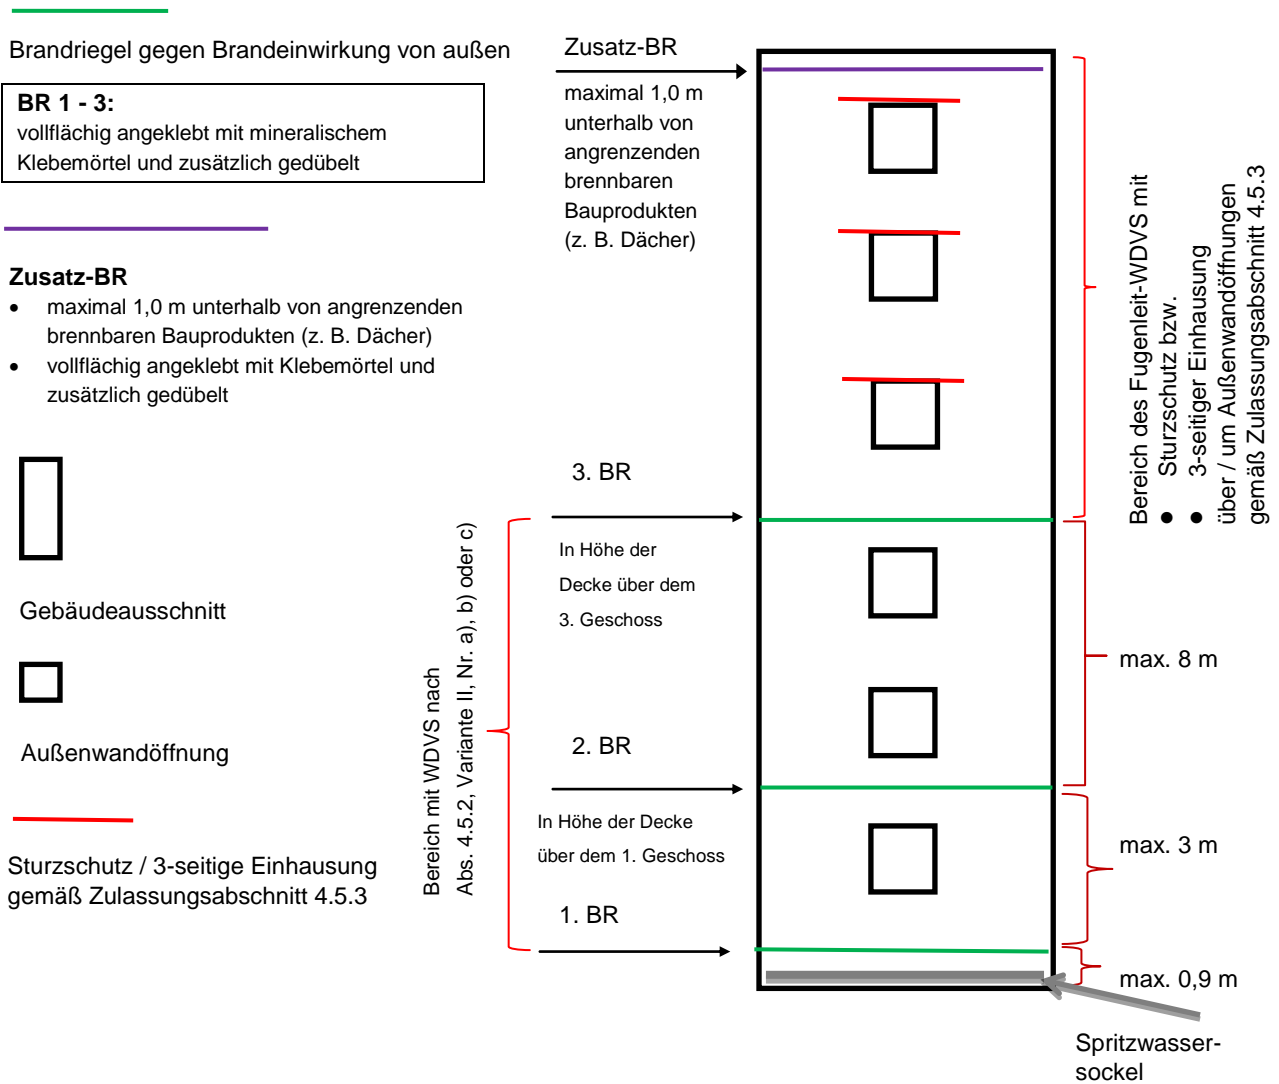 Brandriegel gegen Brandeinwirkung von außen
BR 1 - 3:
vollflächig angeklebt mit mineralischem
Klebemörtel und zusätzlich gedübelt
Zusatz-BR
• maximal 1,0 m unterhalb von angrenzenden
brennbaren Bauprodukten (z. B. Dächer)
• vollflächig angeklebt mit Klebemörtel und
zusätzlich gedübelt
Gebäudeausschnitt
Außenwandöffnung
Sturzschutz / 3-seitige Einhausung
gemäß Zulassungsabschnitt 4.5.3
Bereich mit WDVS nach
Abs. 4.5.2, Variante II, Nr. a), b) oder c)
Zusatz-BR
maximal 1,0 m
unterhalb von
angrenzenden
brennbaren
Bauprodukten
(z. B. Dächer)
3. BR
In Höhe der
Decke über dem
3. Geschoss
2. BR
In Höhe der Decke
über dem 1. Geschoss
1. BR
Bereich des Fugenleit-WDVS mit
● Sturzschutz bzw.
● 3-seitiger Einhausung
über / um Außenwandöffnungen
gemäß Zulassungsabschnitt 4.5.3
max. 8 m
max. 3 m
max. 0,9 m
Spritzwasser-
sockel